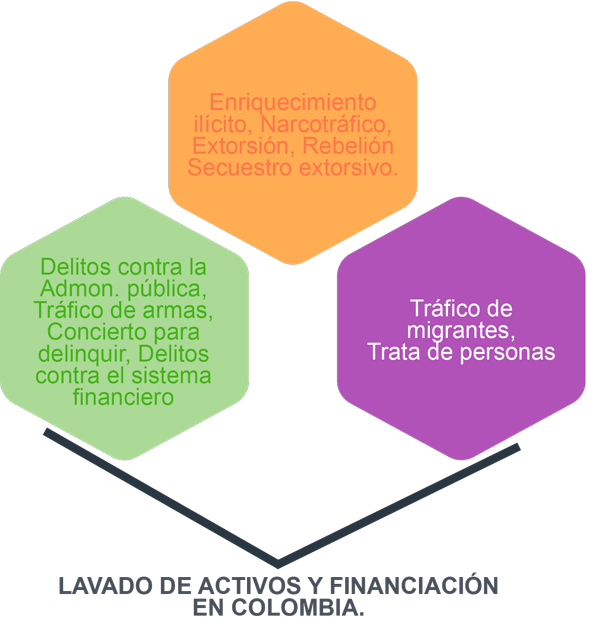 Enriquecimiento
ilícito, Narcotráfico,
Extorsión, Rebelión
Secuestro extorsivo.
Delitos contra la
Admon. pública,
Tráfico de armas,
Concierto para
delinquir, Delitos
contra el sistema
financiero
Tráfico de
migrantes,
Trata de personas
LAVADO DE ACTIVOS Y FINANCIACIÓN
EN COLOMBIA.